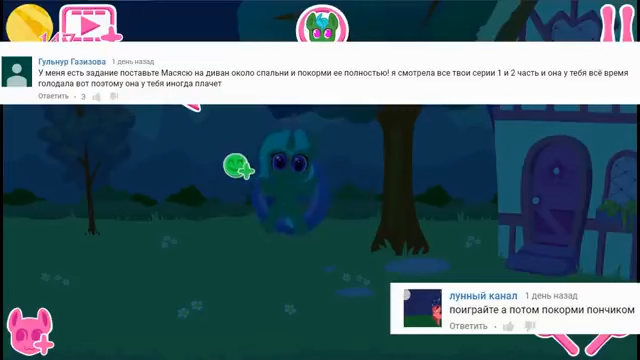 Гульнур Газизова 1 день назад
У меня есть задание поставьте Масясю на диван около спальни и покорми ее полностью! я смотрела все твои серии 1 и 2 часть и она у тебя всё время
голодала вот поэтому она у тебя иногда плачет
Ответить • 3
лунный канал 1 день назад
поиграйте а потом покорми пончиком
Ответить •